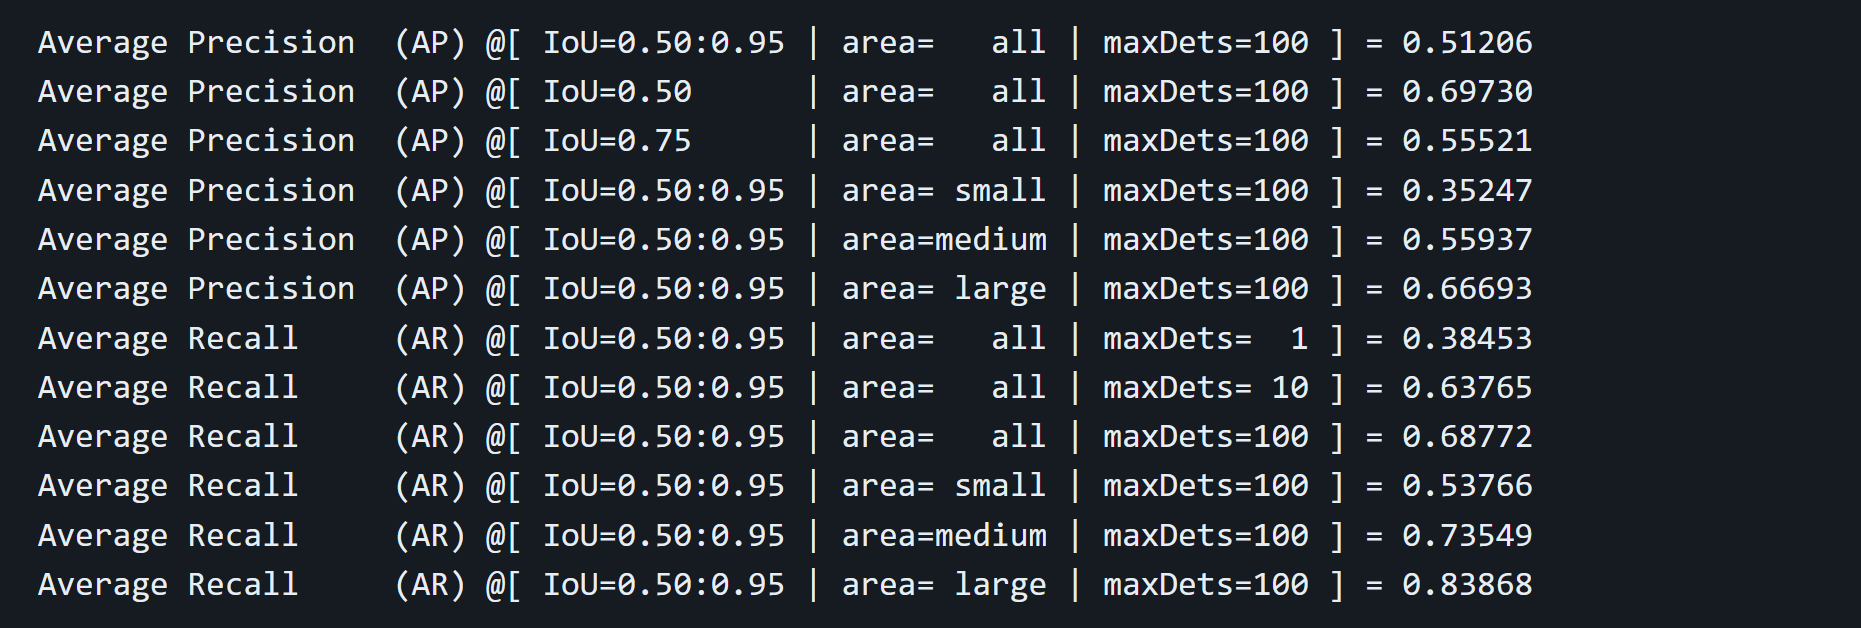 Average Precision  (AP) @[ IoU=0.50:0.95 | area=   all | maxDets=100 ] = 0.51206
Average Precision  (AP) @[ IoU=0.50      | area=   all | maxDets=100 ] = 0.69730
Average Precision  (AP) @[ IoU=0.75      | area=   all | maxDets=100 ] = 0.55521
Average Precision  (AP) @[ IoU=0.50:0.95 | area= small | maxDets=100 ] = 0.35247
Average Precision  (AP) @[ IoU=0.50:0.95 | area=medium | maxDets=100 ] = 0.55937
Average Precision  (AP) @[ IoU=0.50:0.95 | area= large | maxDets=100 ] = 0.66693
Average Recall     (AR) @[ IoU=0.50:0.95 | area=   all | maxDets=  1 ] = 0.38453
Average Recall     (AR) @[ IoU=0.50:0.95 | area=   all | maxDets= 10 ] = 0.63765
Average Recall     (AR) @[ IoU=0.50:0.95 | area=   all | maxDets=100 ] = 0.68772
Average Recall     (AR) @[ IoU=0.50:0.95 | area= small | maxDets=100 ] = 0.53766
Average Recall     (AR) @[ IoU=0.50:0.95 | area=medium | maxDets=100 ] = 0.73549
Average Recall     (AR) @[ IoU=0.50:0.95 | area= large | maxDets=100 ] = 0.83868